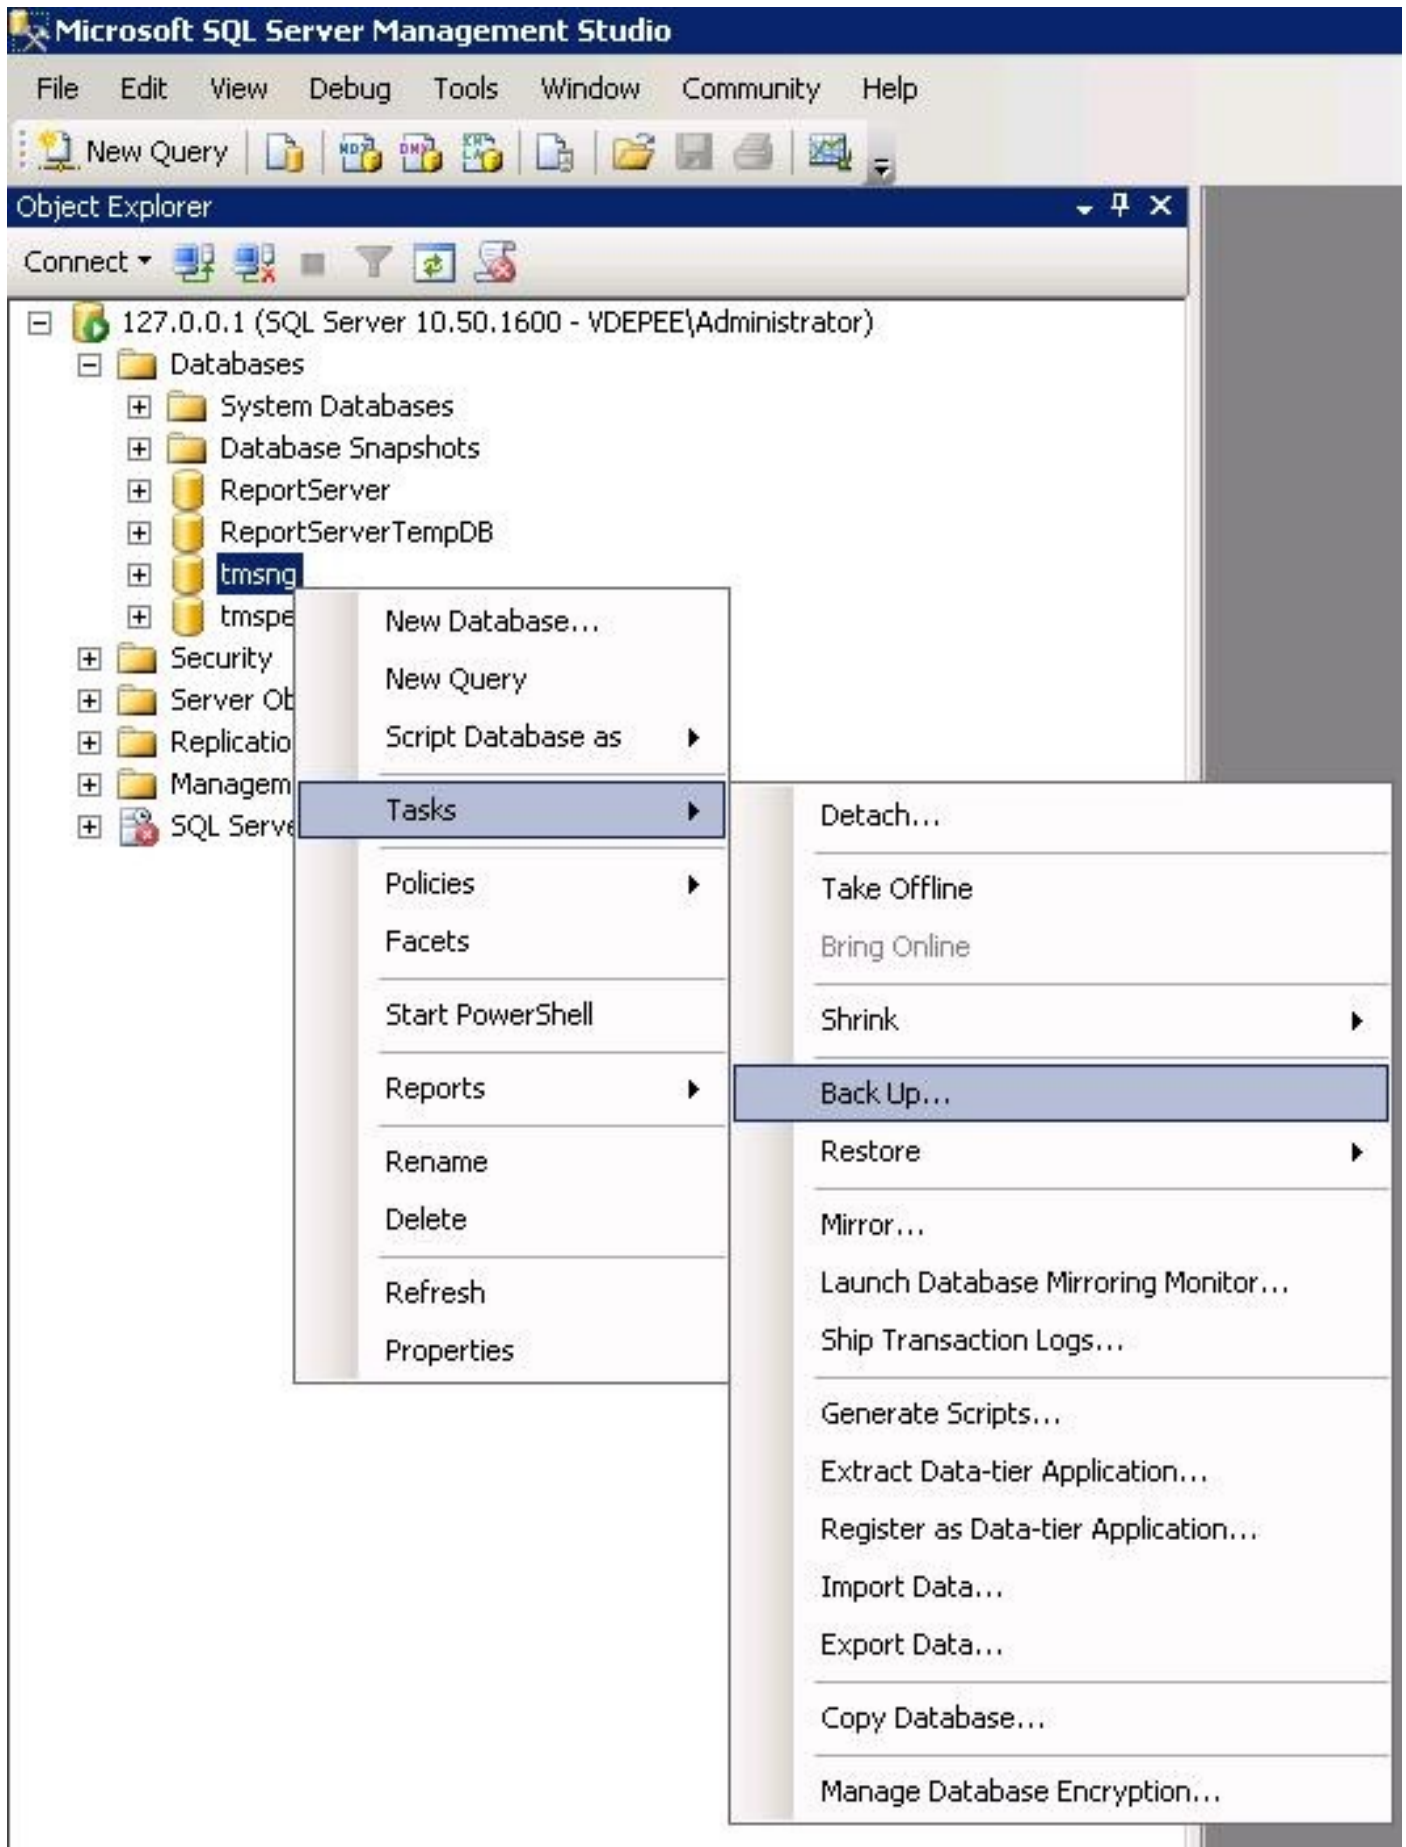 Microsoft SQL Server Management Studio
File Edit View Debug Tools Window Community Help
New Query
Object Explorer
Connect
127.0.0.1 (SQL Server 10.50.1600 - VDEPEE\Administrator)
Databases
System Databases
Database Snapshots
ReportServer
ReportServerTempDB
tmsng
tmspe
Security
Server Ob
Replicatio
Managem
SQL Serve
New Database...
New Query
Script Database as
Tasks
Policies
Facets
Start PowerShell
Reports
Rename
Delete
Refresh
Properties
Detach...
Take Offline
Bring Online
Shrink
Back Up...
Restore
Mirror...
Launch Database Mirroring Monitor...
Ship Transaction Logs...
Generate Scripts...
Extract Data-tier Application...
Register as Data-tier Application...
Import Data...
Export Data...
Copy Database...
Manage Database Encryption...